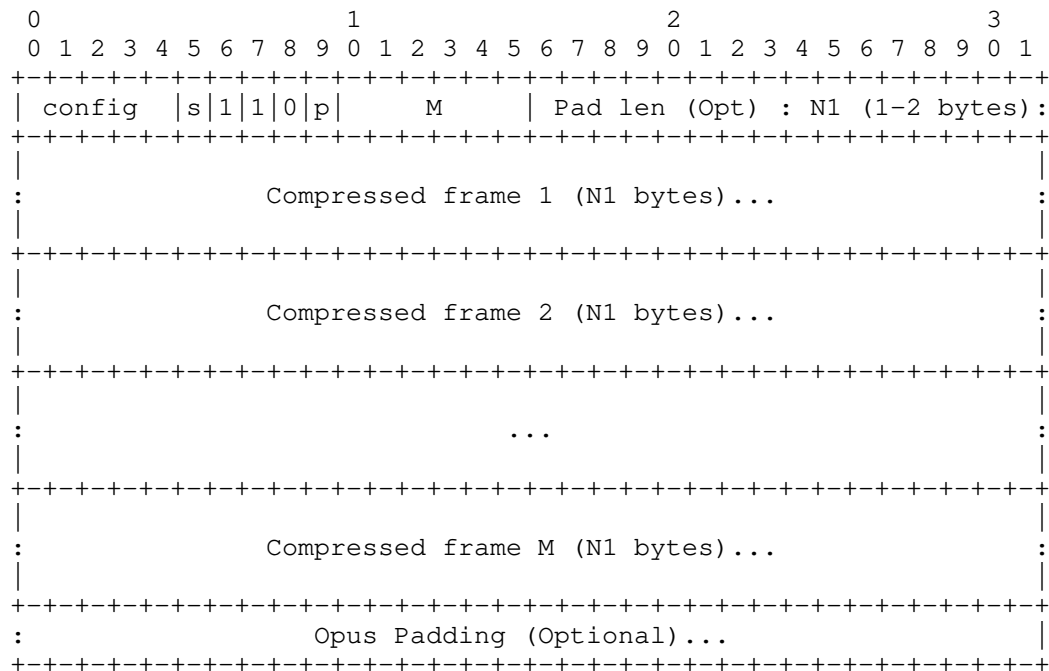 0                   1                   2                   3
 0 1 2 3 4 5 6 7 8 9 0 1 2 3 4 5 6 7 8 9 0 1 2 3 4 5 6 7 8 9 0 1
+-+-+-+-+-+-+-+-+-+-+-+-+-+-+-+-+-+-+-+-+-+-+-+-+-+-+-+-+-+-+-+-+
| config  |s|1|1|0|p|     M     | Pad len (Opt) : N1 (1-2 bytes):
+-+-+-+-+-+-+-+-+-+-+-+-+-+-+-+-+-+-+-+-+-+-+-+-+-+-+-+-+-+-+-+-+
|                                                               |
:               Compressed frame 1 (N1 bytes)...                :
|                                                               |
+-+-+-+-+-+-+-+-+-+-+-+-+-+-+-+-+-+-+-+-+-+-+-+-+-+-+-+-+-+-+-+-+
|                                                               |
:               Compressed frame 2 (N1 bytes)...                :
|                                                               |
+-+-+-+-+-+-+-+-+-+-+-+-+-+-+-+-+-+-+-+-+-+-+-+-+-+-+-+-+-+-+-+-+
|                                                               |
:                              ...                              :
|                                                               |
+-+-+-+-+-+-+-+-+-+-+-+-+-+-+-+-+-+-+-+-+-+-+-+-+-+-+-+-+-+-+-+-+
|                                                               |
:               Compressed frame M (N1 bytes)...                :
|                                                               |
+-+-+-+-+-+-+-+-+-+-+-+-+-+-+-+-+-+-+-+-+-+-+-+-+-+-+-+-+-+-+-+-+
:                  Opus Padding (Optional)...                   |
+-+-+-+-+-+-+-+-+-+-+-+-+-+-+-+-+-+-+-+-+-+-+-+-+-+-+-+-+-+-+-+-+